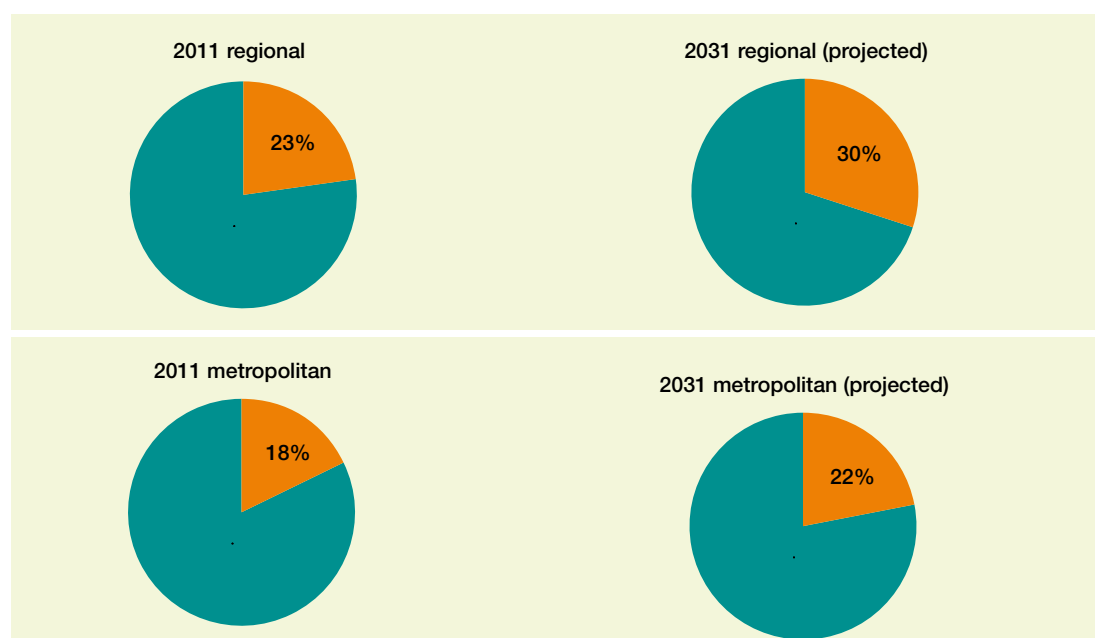 2011 regional
2031 regional (projected)
23%
30%
2011 metropolitan
2031 metropolitan (projected)
18%
22%